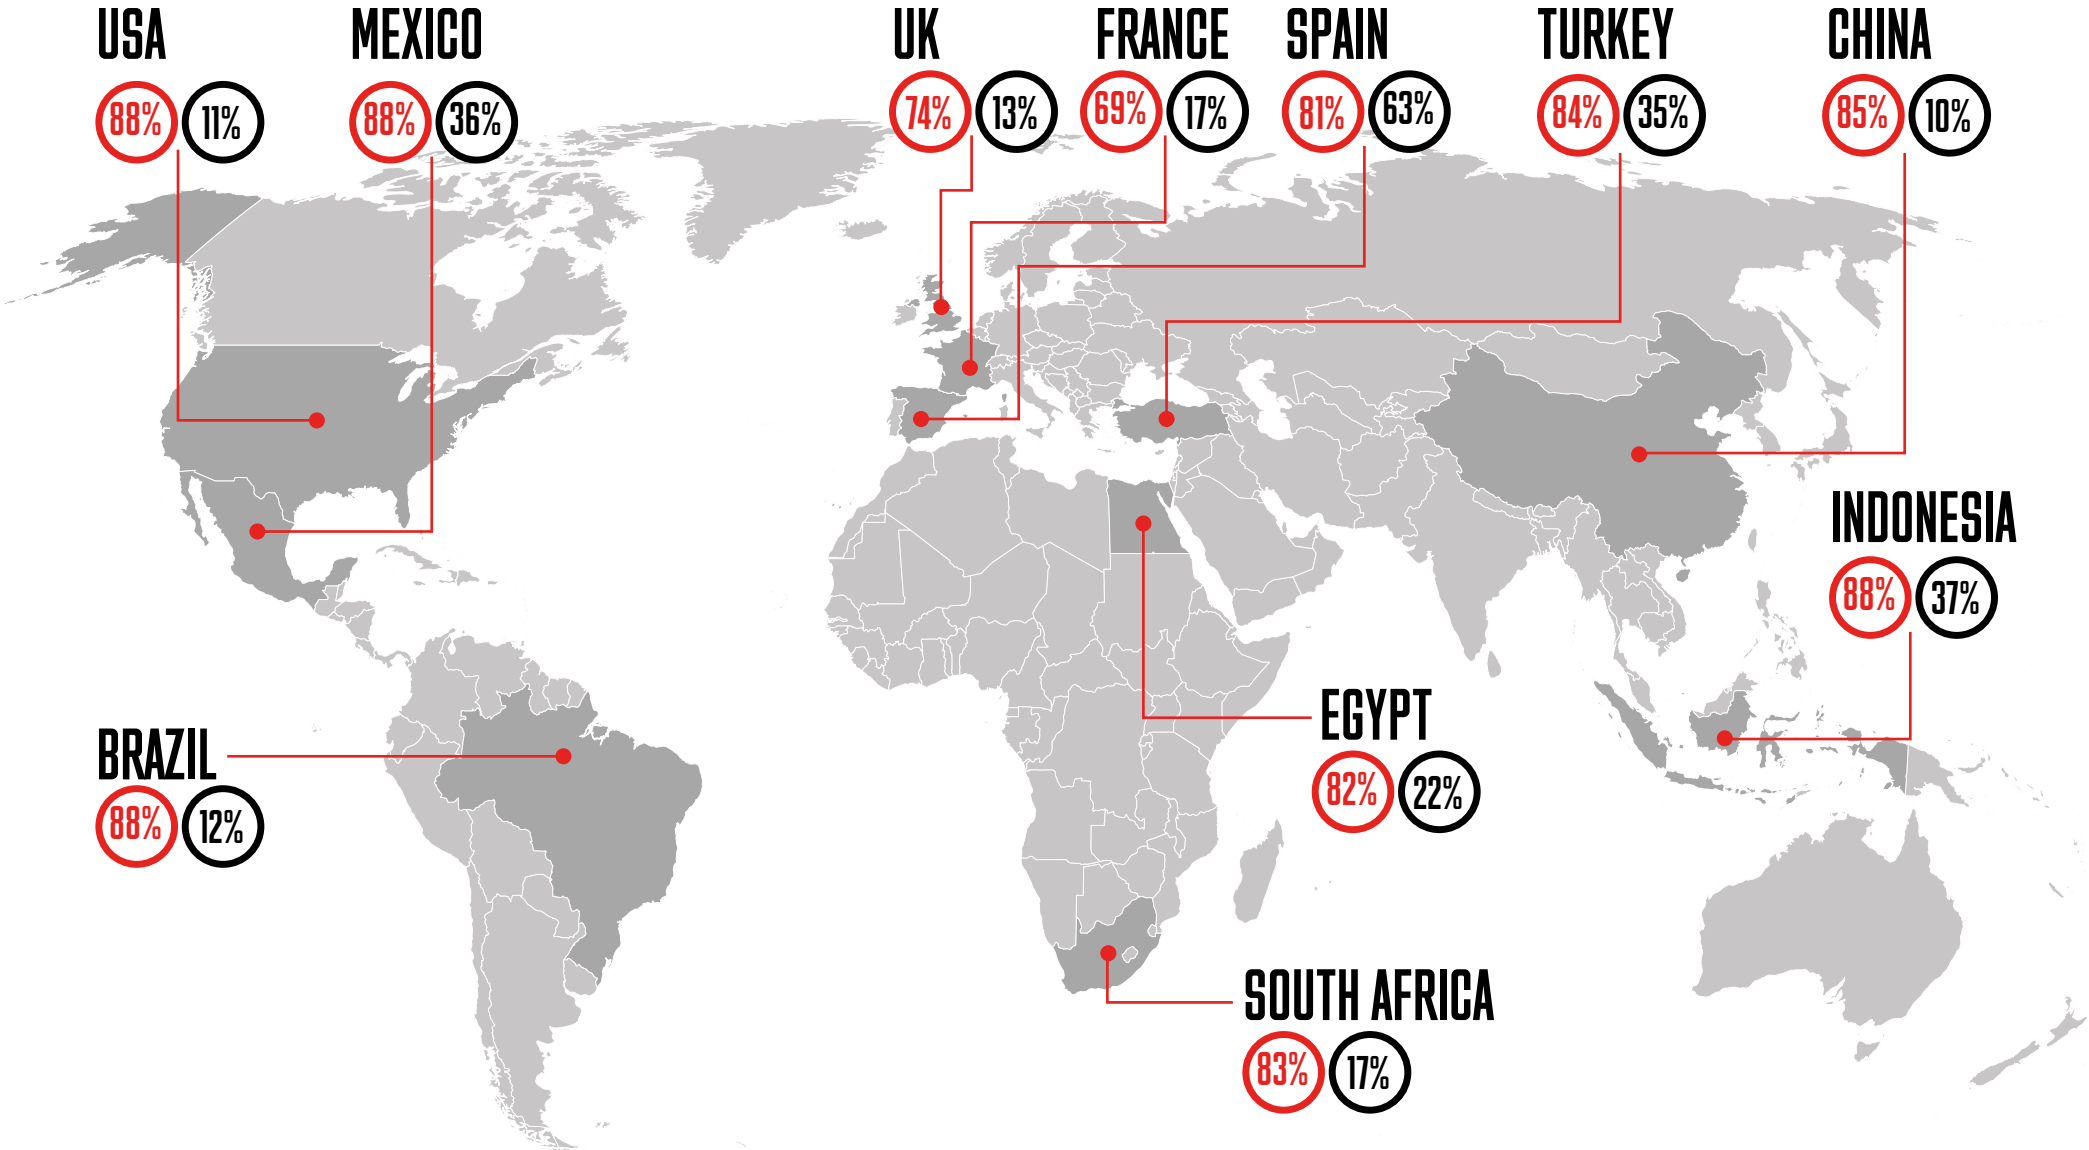 USA
88% 11%
MEXICO
88% 36%
UK
74% 13%
FRANCE
69% 17%
SPAIN
81% 63%
TURKEY
84% 35%
CHINA
85% 10%
INDONESIA
88% 37%
EGYPT
82% 22%
BRAZIL
88% 12%
SOUTH AFRICA
83% 17%